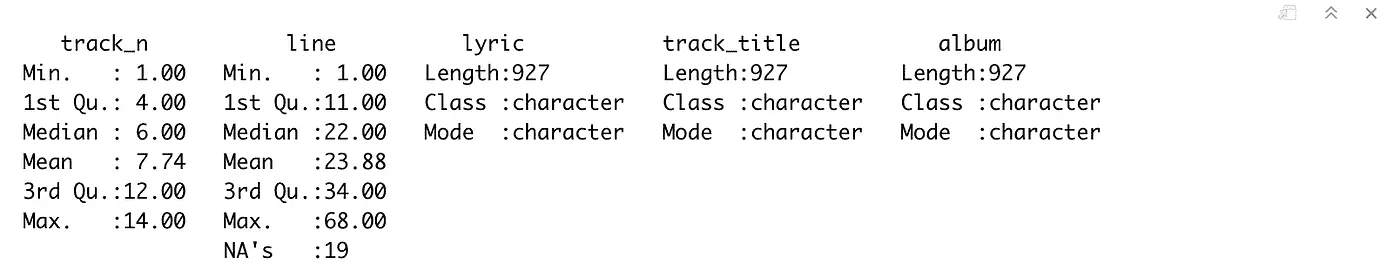 track_n line lyric track_title album
Min. : 1.00 Min. : 1.00 Length:927 Length:927 Length:927
1st Qu.: 4.00 1st Qu.:11.00 Class :character Class :character Class :character
Median : 6.00 Median :22.00 Mode :character Mode :character Mode :character
Mean : 7.74 Mean :23.88
3rd Qu.:12.00 3rd Qu.:34.00
Max. :14.00 Max. :68.00
NA's :19